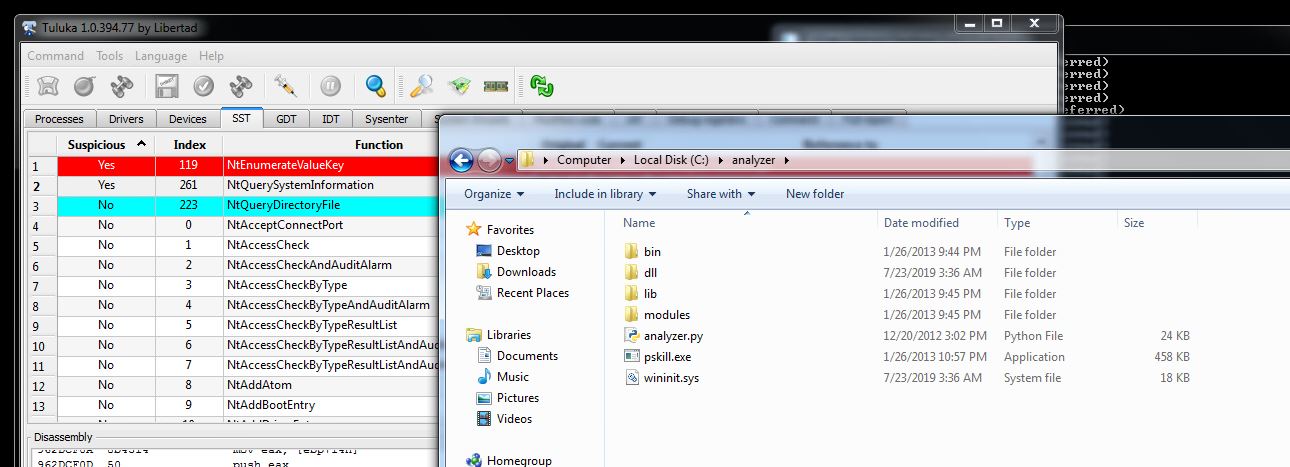 Tuluka 1.0.394.77 by Libertad
Command Tools Language Help
Processes Drivers Devices SST GDT IDT Sysenter
Suspicious Index Function
1 Yes 119 NtEnumerateValueKey
2 Yes 261 NtQuerySystemInformation
3 No 223 NtQueryDirectoryFile
4 No 0 NtAcceptConnectPort
5 No 1 NtAccessCheck
6 No 2 NtAccessCheckAndAuditAlarm
7 No 3 NtAccessCheckByType
8 No 4 NtAccessCheckByTypeAndAuditAlarm
9 No 5 NtAccessCheckByTypeResultList
10 No 6 NtAccessCheckByTypeResultListAndAud
11 No 7 NtAccessCheckByTypeResultListAndAud
12 No 8 NtAddAtom
13 No 9 NtAddBootEntry
Disassembly
962DCF0D 50 push eax
erred)
erred)
erred)
erred)
eferred)
Computer Local Disk (C:) analyzer
Organize Include in library Share with New folder
Favorites
Desktop
Downloads
Recent Places
Libraries
Documents
Music
Pictures
Videos
Homegroup
Name Date modified Type Size
bin 1/26/2013 9:44 PM File folder
dll 7/23/2019 3:36 AM File folder
lib 1/26/2013 9:45 PM File folder
modules 1/26/2013 9:45 PM File folder
analyzer.py 12/20/2012 3:02 PM Python File 24 KB
pskill.exe 1/26/2013 10:57 PM Application 458 KB
wininit.sys 7/23/2019 3:36 AM System file 18 KB